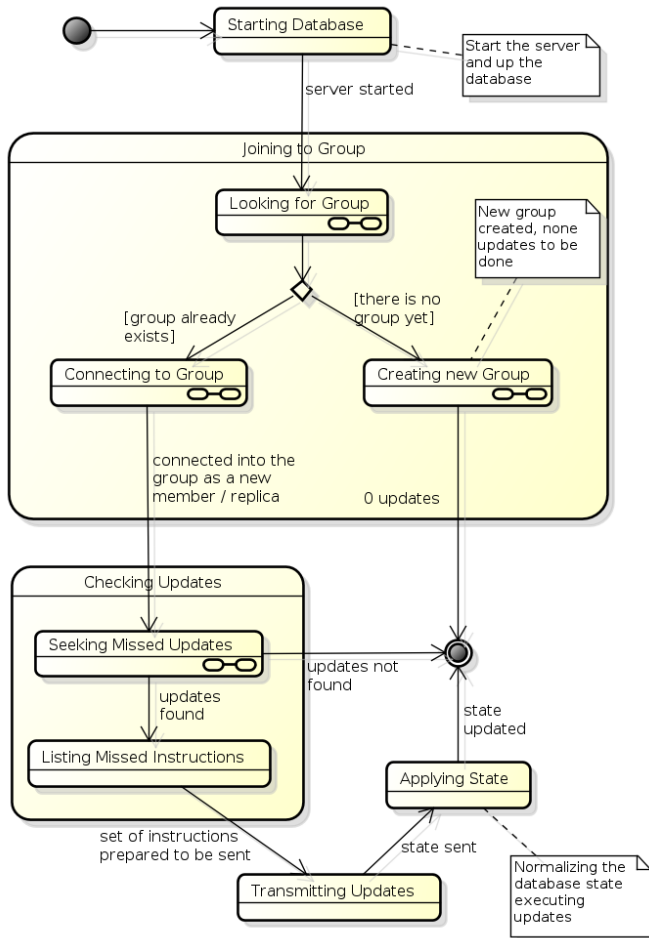 Starting Database
Start the server
and up the
database
server started
Joining to Group
Looking for Group
New group
created, none
updates to be
done
[group already
exists]
[there is no
group yet]
Connecting to Group
Creating new Group
connected into the
group as a new
member / replica
0 updates
Checking Updates
Seeking Missed Updates
updates not
found
updates
found
state
updated
Listing Missed Instructions
Applying State
set of instructions
prepared to be sent
state sent
Normalizing the
database state
executing
updates
Transmitting Updates